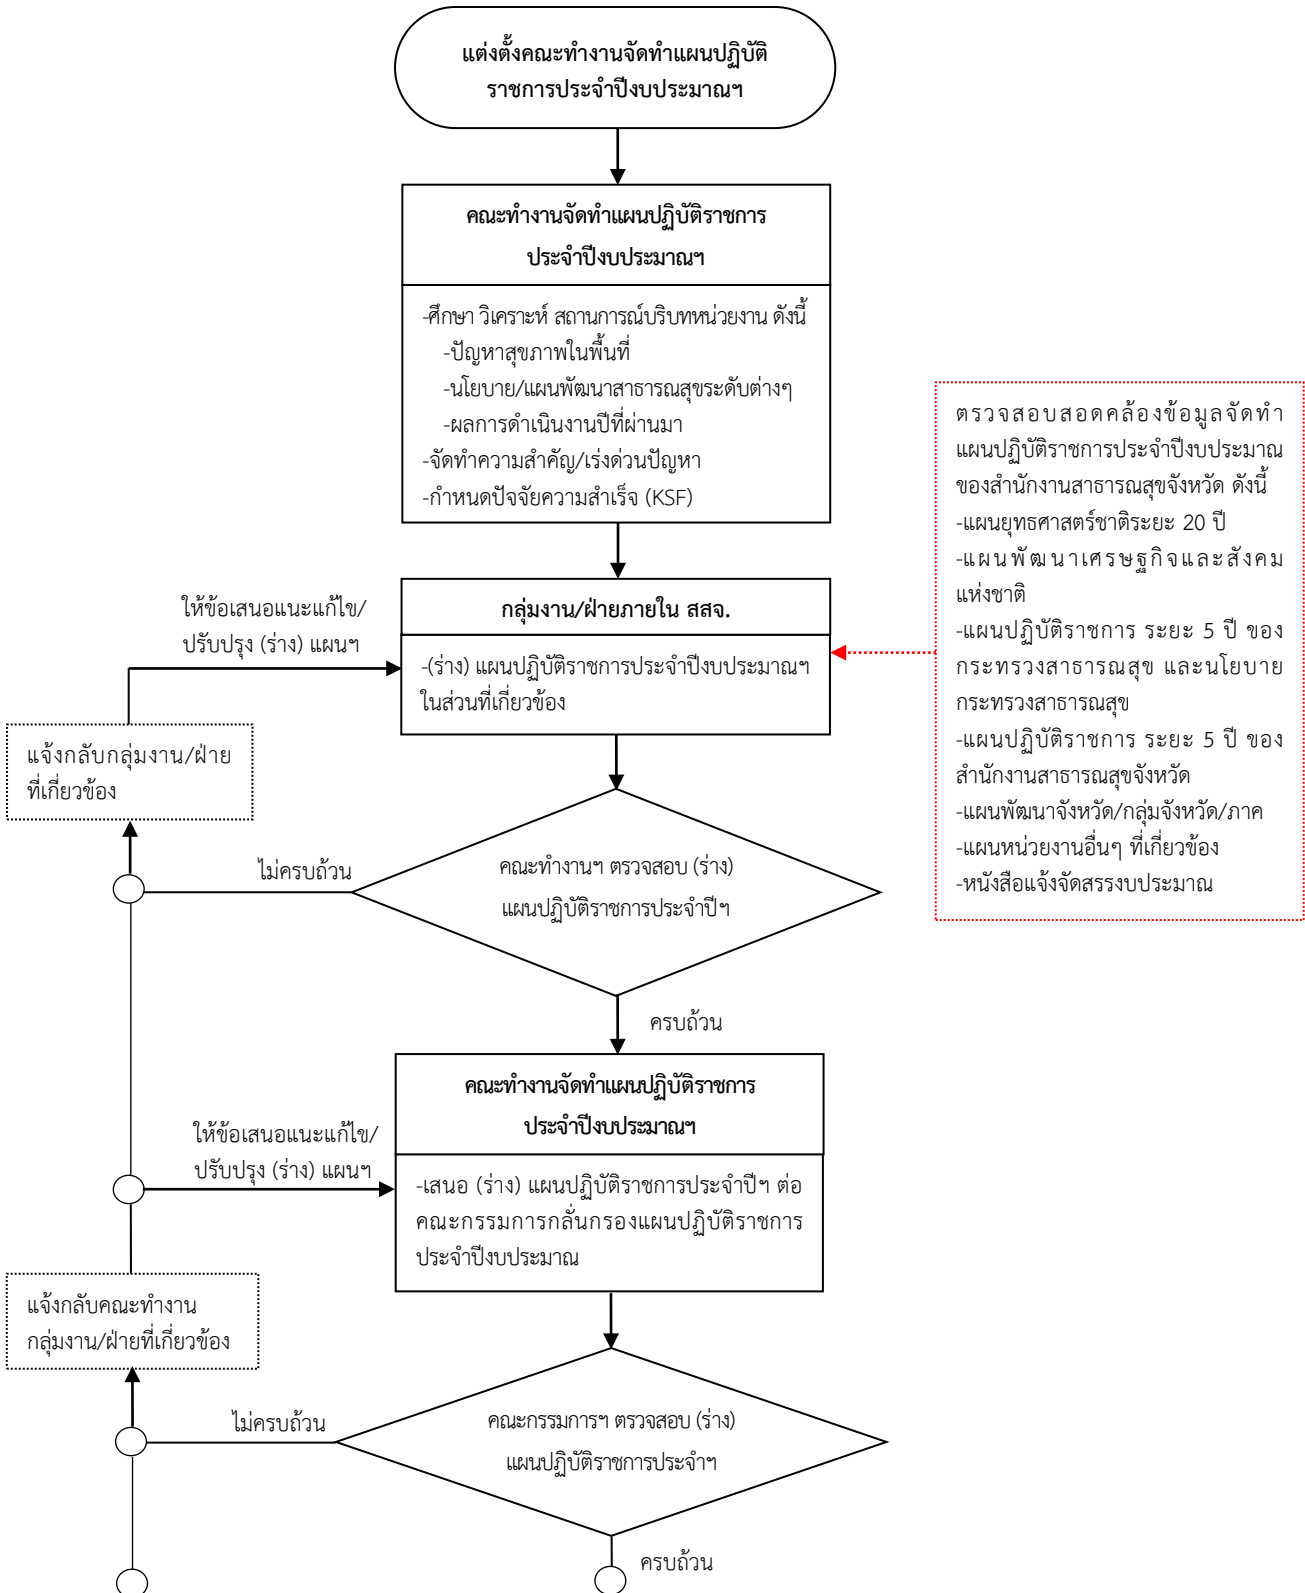 แต่งตั้งคณะทำงานจัดทำแผนปฏิบัติ
ราชการประจำปีงบประมาณฯ
คณะทำงานจัดทำแผนปฏิบัติราชการ
ประจำปีงบประมาณฯ
-ศึกษา วิเคราะห์ สถานการณ์บริบทหน่วยงาน ดังนี้
-ปัญหาสุขภาพในพื้นที่
-นโยบาย/แผนพัฒนาสาธารณสุขระดับต่างๆ
-ผลการดำเนินงานปีที่ผ่านมา
-จัดทำความสำคัญ/เร่งด่วนปัญหา
-กำหนดปัจจัยความสำเร็จ (KSF)
ตรวจสอบสอดคล้องข้อมูลจัดทำ
แผนปฏิบัติราชการประจำปีงบประมาณ
ของสำนักงานสาธารณสุขจังหวัด ดังนี้
-แผนยุทธศาสตร์ชาติระยะ 20 ปี
-แผนพัฒนาเศรษฐกิจและสังคม
แห่งชาติ
-แผนปฏิบัติราชการ ระยะ 5 ปี ของ
กระทรวงสาธารณสุข และนโยบาย
กระทรวงสาธารณสุข
-แผนปฏิบัติราชการ ระยะ 5 ปี ของ
สำนักงานสาธารณสุขจังหวัด
-แผนพัฒนาจังหวัด/กลุ่มจังหวัด/ภาค
-แผนหน่วยงานอื่นๆ ที่เกี่ยวข้อง
-หนังสือแจ้งจัดสรรงบประมาณ
ให้ข้อเสนอแนะแก้ไข/
ปรับปรุง (ร่าง) แผนฯ
กลุ่มงาน/ฝ่ายภายใน สสจ.
-(ร่าง) แผนปฏิบัติราชการประจำปีงบประมาณฯ
ในส่วนที่เกี่ยวข้อง
แจ้งกลับกลุ่มงาน/ฝ่าย
ที่เกี่ยวข้อง
ไม่ครบถ้วน
คณะทำงานฯ ตรวจสอบ (ร่าง)
แผนปฏิบัติราชการประจำปีฯ
ครบถ้วน
คณะทำงานจัดทำแผนปฏิบัติราชการ
ประจำปีงบประมาณฯ
ให้ข้อเสนอแนะแก้ไข/
ปรับปรุง (ร่าง) แผนฯ
-เสนอ (ร่าง) แผนปฏิบัติราชการประจำปีฯ ต่อ
คณะกรรมการกลั่นกรองแผนปฏิบัติราชการ
ประจำปีงบประมาณ
แจ้งกลับคณะทำงาน
กลุ่มงาน/ฝ่ายที่เกี่ยวข้อง
ไม่ครบถ้วน
คณะกรรมการฯ ตรวจสอบ (ร่าง)
แผนปฏิบัติราชการประจำฯ
ครบถ้วน